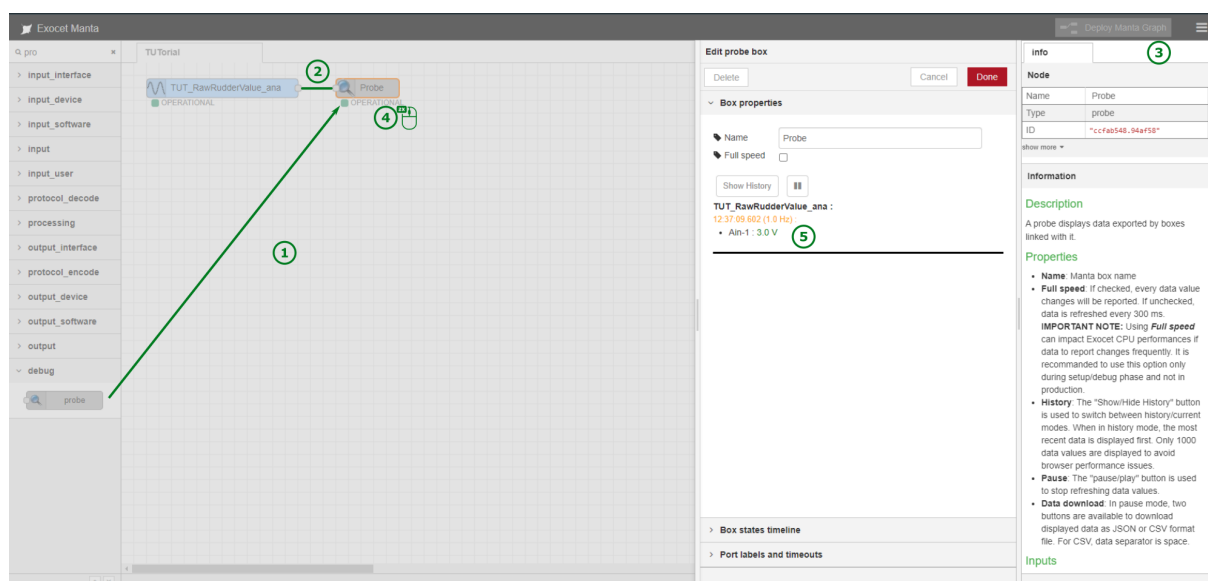 Exocet Manta
Deploy Manta Graph
pro
×
input_interface
input_device
input_software
input
input_user
protocol_decode
processing
output_interface
protocol_encode
output_device
output_software
output
debug
probe
TUTorial
TUT_RawRudderValue_ana
OPERATIONAL
2
Probe
OPERATIONAL
4
2x
1
Edit probe box
Delete
Cancel
Done
Box properties
Name
Probe
Full speed
Show History
TUT_RawRudderValue_ana :
12:37:09.602 (1.0 Hz) :
• Ain-1 : 3.0 V
5
Box states timeline
Port labels and timeouts
info
3
Node
Name Probe
Type probe
ID "ccfab548.94af58"
show more
Information
Description
A probe displays data exported by boxes
linked with it.
Properties
• Name: Manta box name
• Full speed: If checked, every data value
changes will be reported. If unchecked,
data is refreshed every 300 ms.
IMPORTANT NOTE: Using Full speed
can impact Exocet CPU performances if
data to report changes frequently. It is
recommanded to use this option only
during setup/debug phase and not in
production.
• History: The "Show/Hide History" button
is used to switch between history/current
modes. When in history mode, the most
recent data is displayed first. Only 1000
data values are displayed to avoid
browser performance issues.
• Pause: The "pause/play" button is used
to stop refreshing data values.
• Data download: In pause mode, two
buttons are available to download
displayed data as JSON or CSV format
file. For CSV, data separator is space.
Inputs